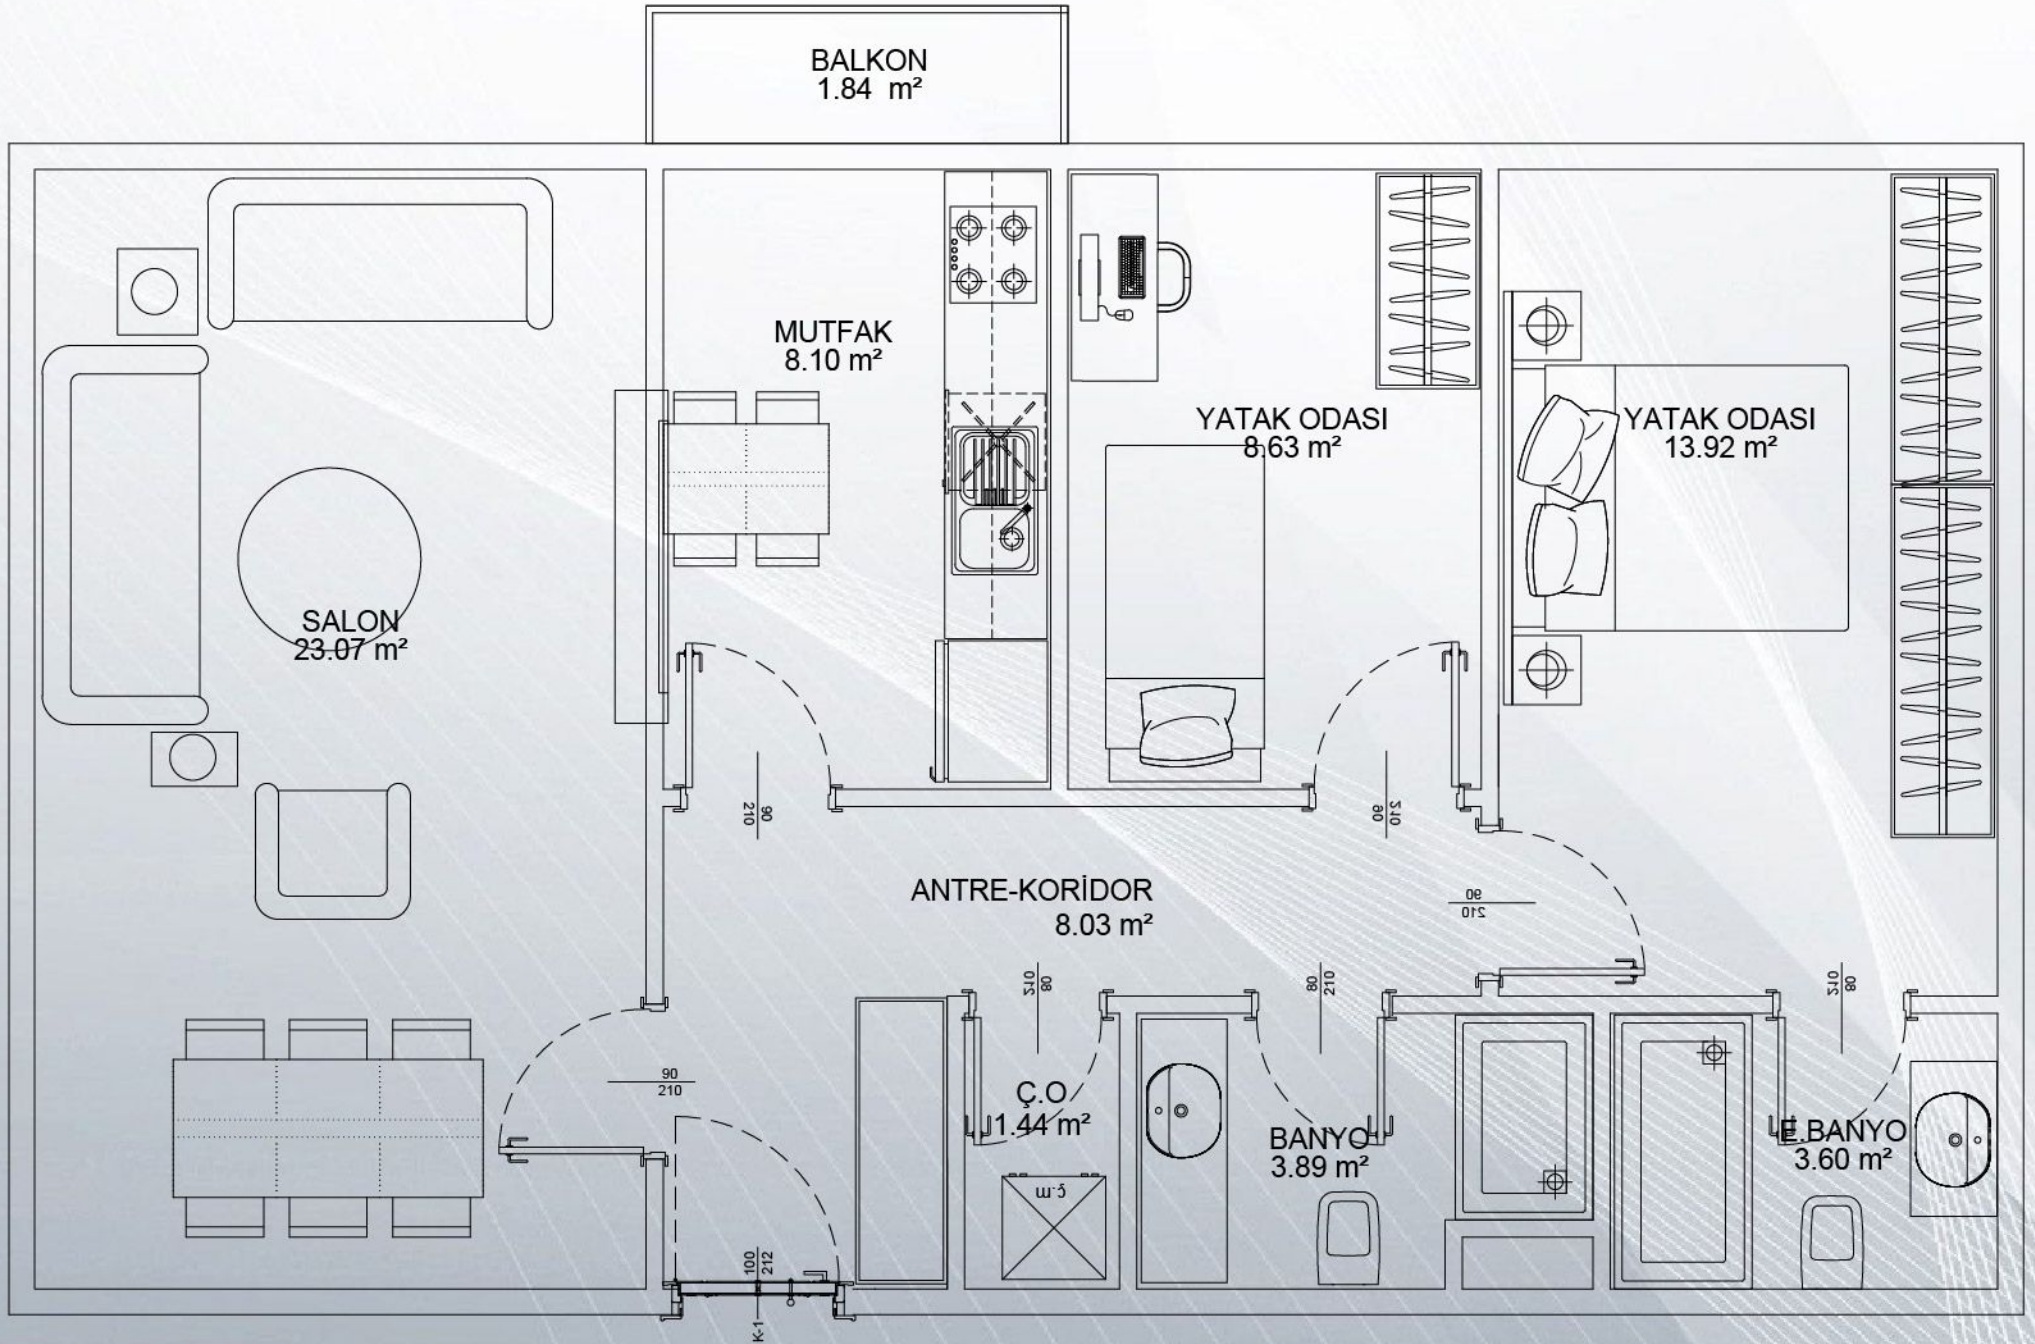 BALKON
1.84 m²
MUTFAK
8.10 m²
YATAK ODASI
8.63 m²
YATAK ODASI
13.92 m²
SALON
23.07 m²
90
210
210
90
ANTRE-KORİDOR
8.03 m²
90
210
210
80
80
210
210
80
90
210
Ç.O
1.44 m²
BANYO
3.89 m²
E.BANYO
3.60 m²
ç.m
100
212
K-1